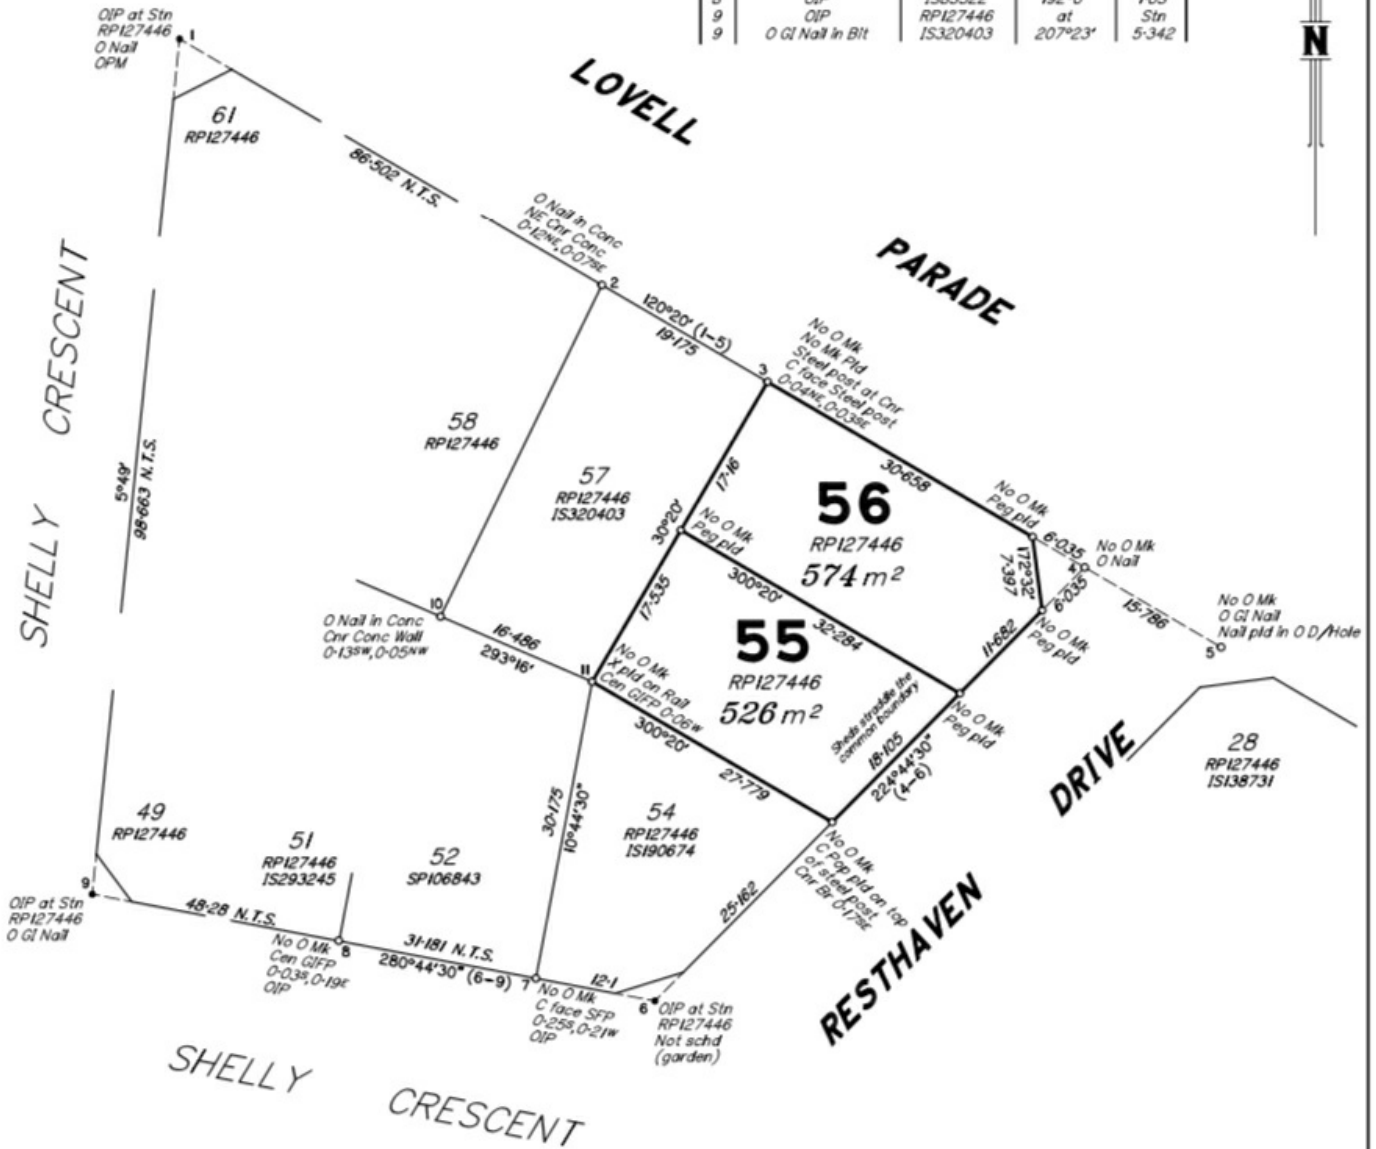 9 OIP RP127446 at Stn
9 O GI Nail in Blt IS320403 207°23' 5·342
N
OIP at Stn
RP127446
O Nail
OPM
1
61
RP127446
LOVELL
PARADE
86·502 N.T.S.
O Nail in Conc
NE Cnr Conc
0·12NE, 0·07SE
2
120°20' (1-5)
19·175
3
No O Mk
No Mk Pld
Steel post at Cnr
C face Steel post
0·04NE, 0·03SE
SHELLY CRESCENT
5°49'
98·663 N.T.S.
58
RP127446
57
RP127446
IS320403
17·16
30°20'
30·658
56
RP127446
574 m²
No O Mk
Peg pld
No O Mk
Peg pld
6·035
4
No O Mk
O Nail
172°32'
7·397
6·035
15·786
No O Mk
O GI Nail
Nail pld in O D/Hole
5
No O Mk
Peg pld
300°20'
32·284
11·682
17·535
55
RP127446
526 m²
10
O Nail in Conc
Cnr Conc Wall
0·13SW, 0·05NW
16·486
293°16'
11
No O Mk
X pld on Rail
Cen GIFP 0·06W
Sheds straddle the
common boundary
No O Mk
Peg pld
300°20'
27·779
18·105
224°44'30"
(4-6)
DRIVE
28
RP127446
IS138731
30·175
10°44'30"
54
RP127446
IS190674
49
RP127446
51
RP127446
IS293245
52
SP106843
No O Mk
C Pop pld on top
of steel post
Cnr Br 0·17SE
25·162
RESTHAVEN
9
OIP at Stn
RP127446
O GI Nail
48·28 N.T.S.
No O Mk
Cen GIFP
0·03S, 0·19E
OIP
8
31·181 N.T.S.
280°44'30" (6-9)
7
No O Mk
C face SFP
0·25S, 0·21W
OIP
12·1
6
OIP at Stn
RP127446
Not schd
(garden)
SHELLY CRESCENT